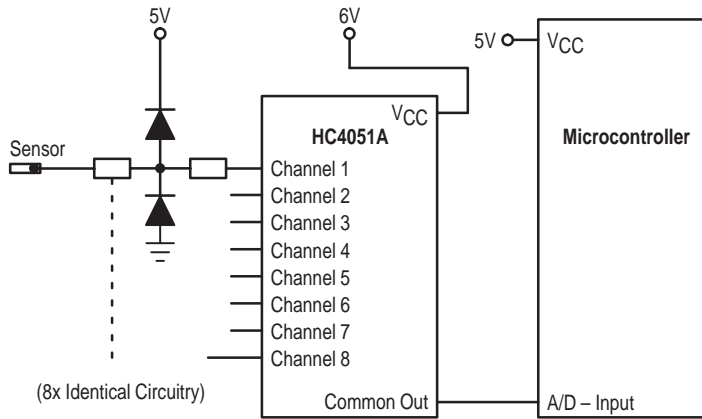 5V
6V
5V
VCC
VCC
HC4051A
Microcontroller
Sensor
Channel 1
Channel 2
Channel 3
Channel 4
Channel 5
Channel 6
Channel 7
Channel 8
(8x Identical Circuitry)
Common Out
A/D – Input